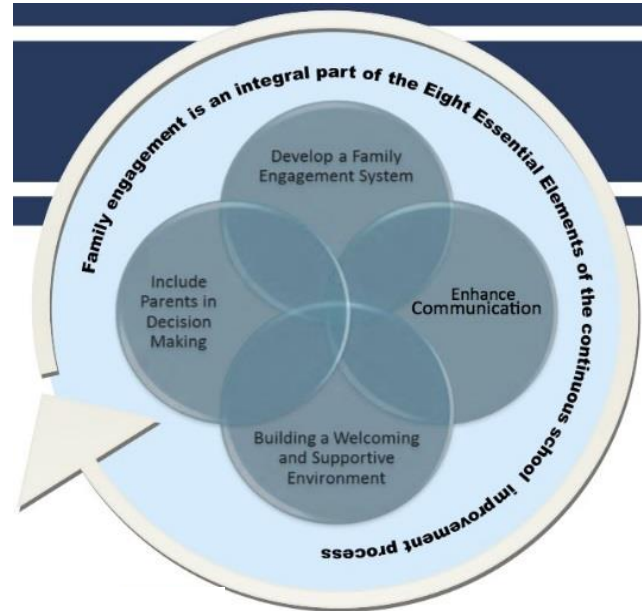 Family engagement is an integral part of the Eight Essential Elements of the continuous school improvement process
Develop a Family
Engagement System
Include
Parents in
Decision
Making
Enhance
Communication
Building a Welcoming
and Supportive
Environment